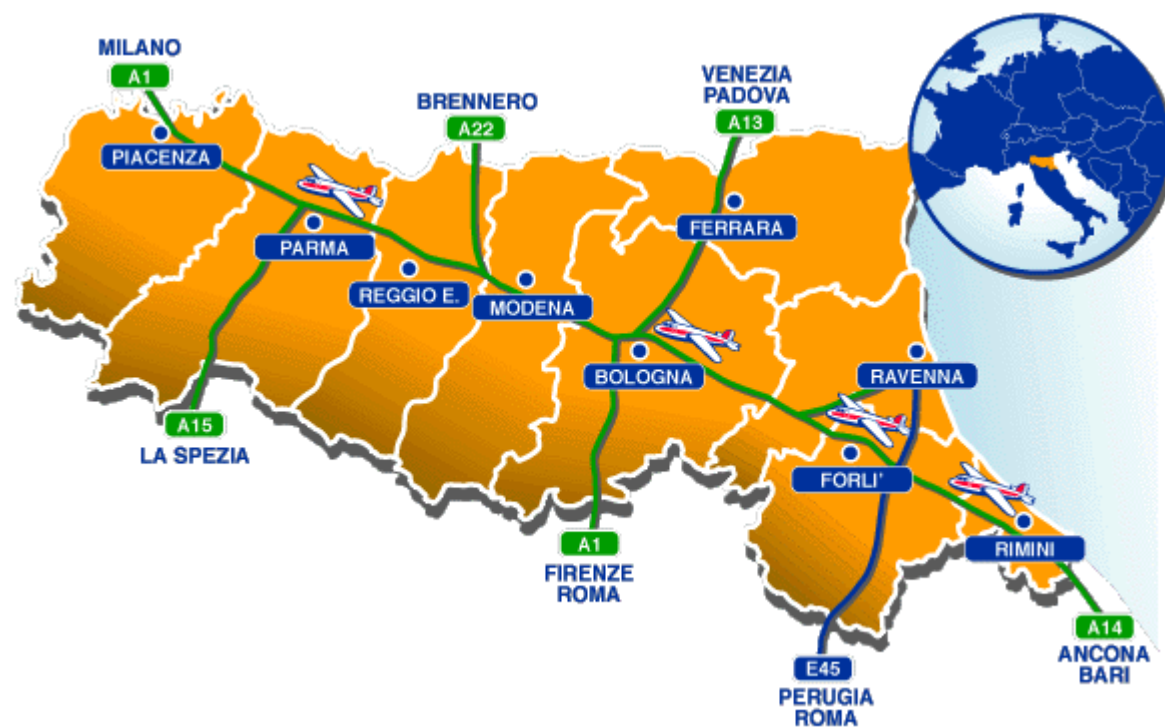 MILANO
A1
BRENNERO
A22
VENEZIA
PADOVA
A13
PIACENZA
PARMA
FERRARA
REGGIO E.
MODENA
BOLOGNA
RAVENNA
A15
LA SPEZIA
FORLI'
A1
FIRENZE
ROMA
RIMINI
A14
ANCONA
BARI
E45
PERUGIA
ROMA